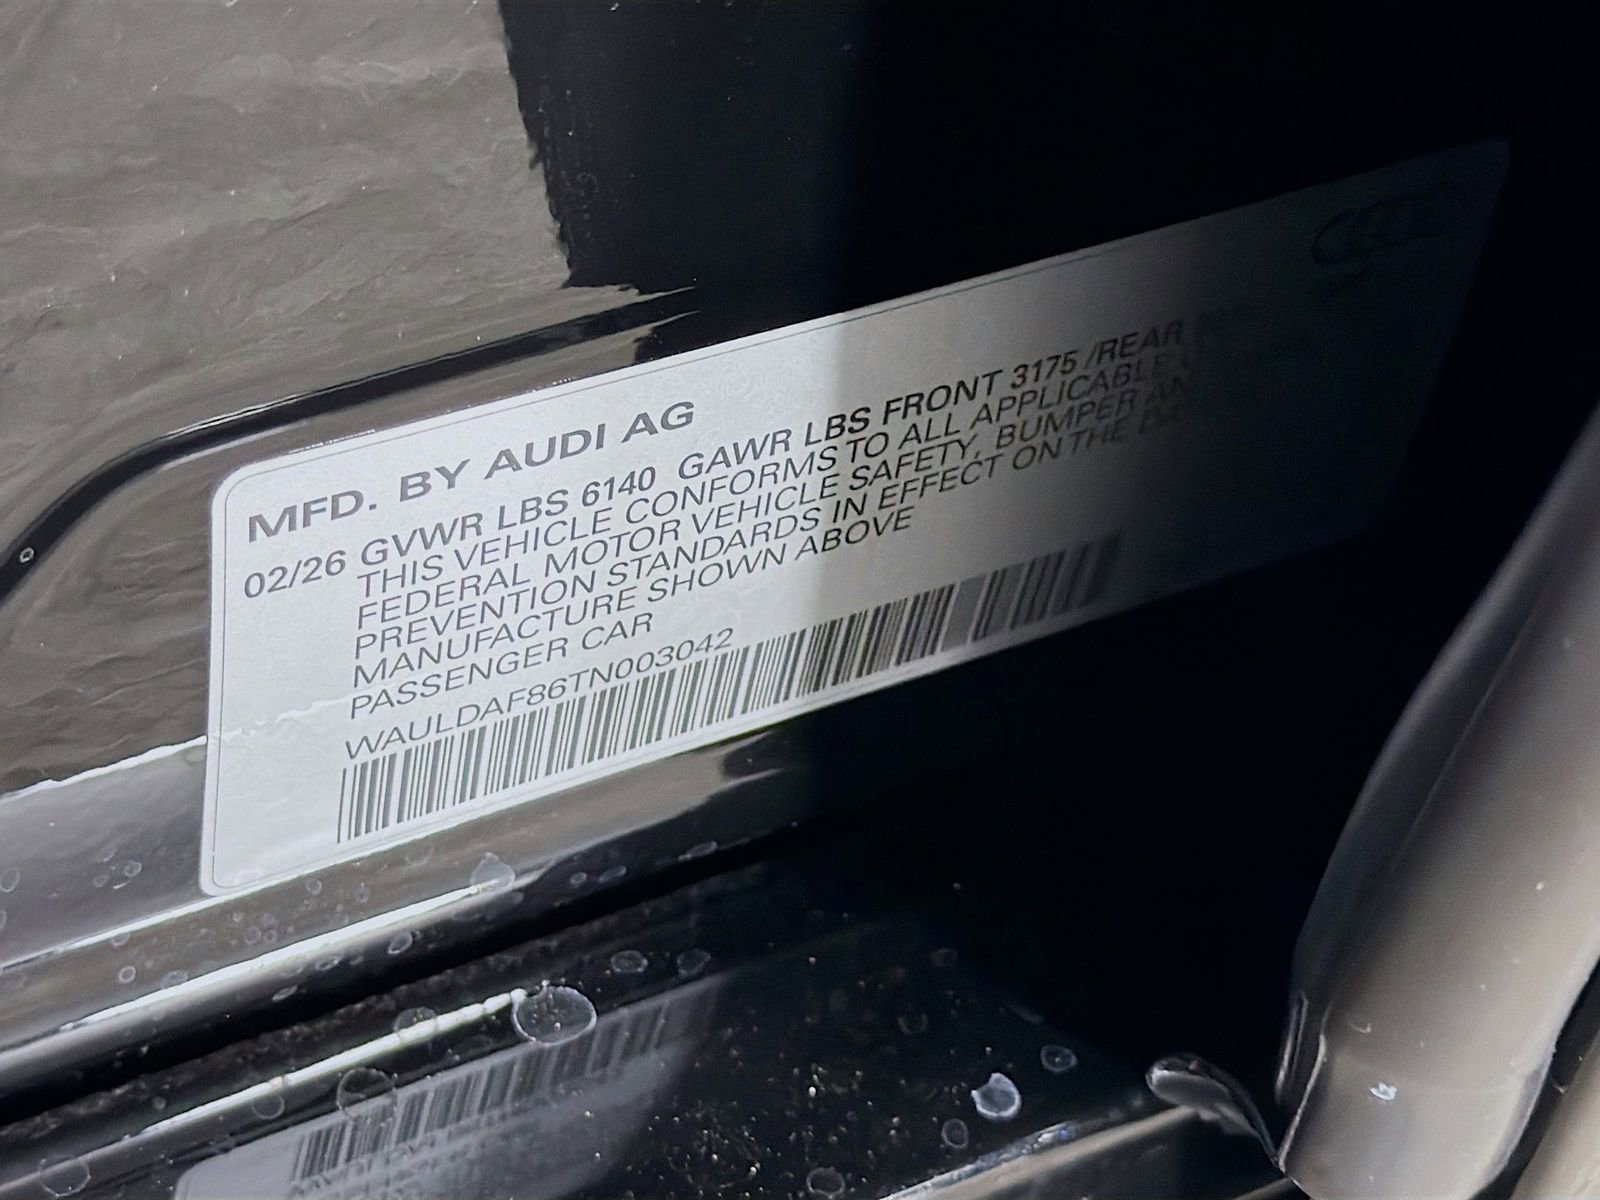 MFD. BY AUDI AG
02/26 GVWR LBS 6140 GAWR LBS FRONT 3175 /REAR
THIS VEHICLE CONFORMS TO ALL APPLICABLE
FEDERAL MOTOR VEHICLE SAFETY, BUMPER AN
PREVENTION STANDARDS IN EFFECT ON THE
MANUFACTURE SHOWN ABOVE
PASSENGER CAR
WAULDAF86TN003042